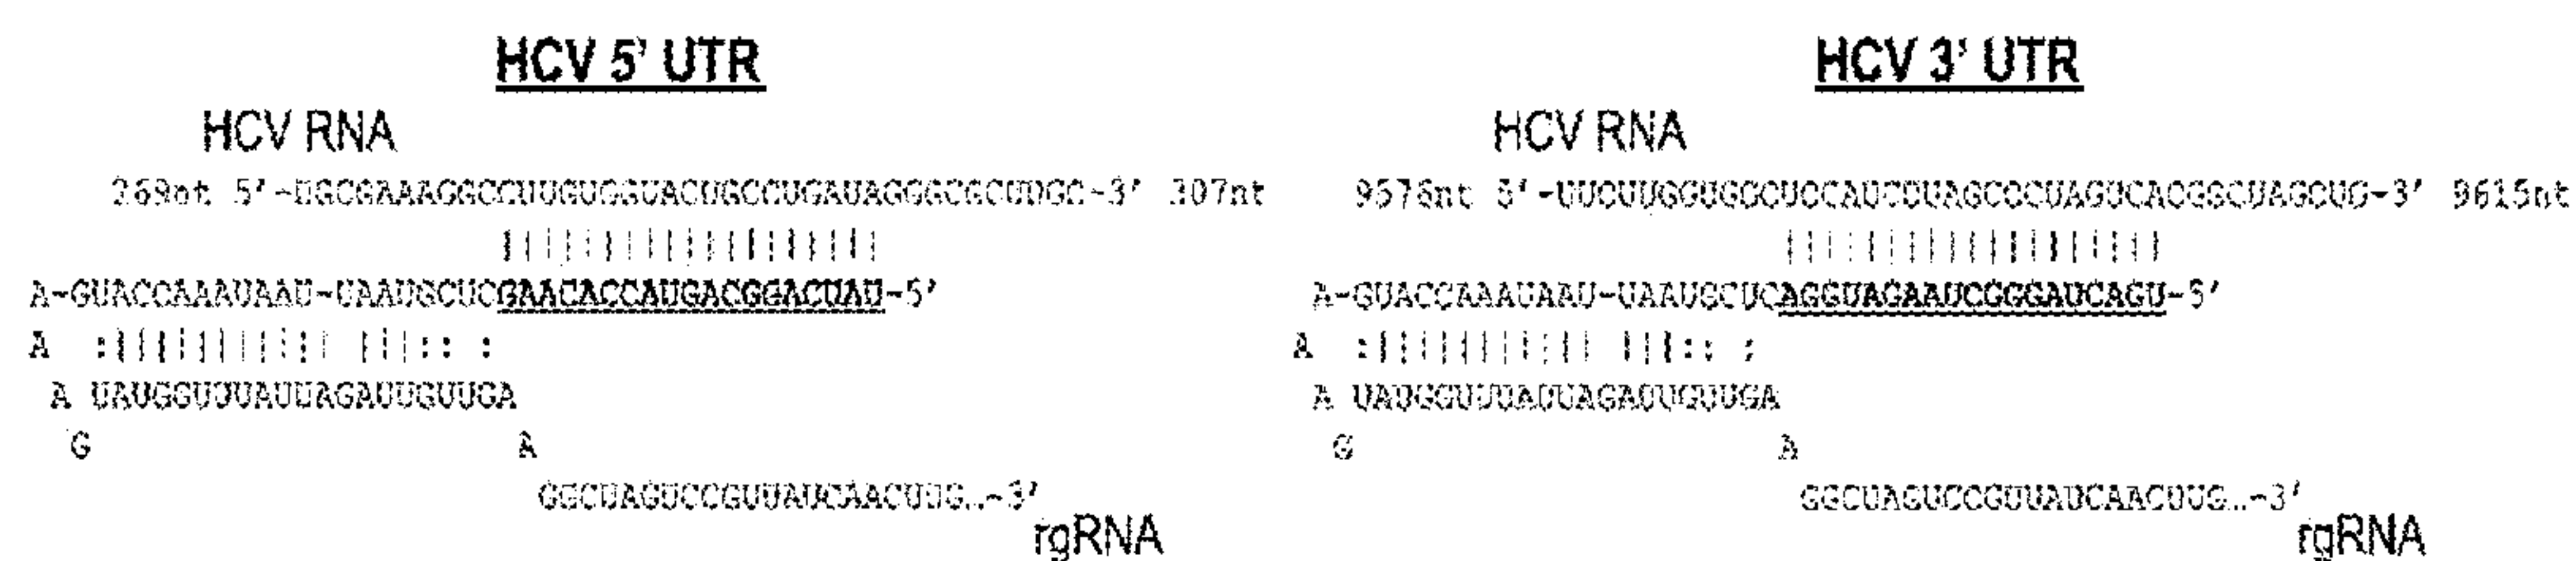 HCV 5' UTR
HCV RNA
269nt 5'-UGCGAAAGGCCUUGUGGUACUGCCUGAUAGGGCGCUUGC-3' 307nt
A-GUACCAAAUAAU-UAAUGCUCGAACACCAUGACGGACUAU-5'
A
A UAUGGUUUAUUAGAUUGUUGA
G A
GGCUAGUCCGUUAUCAACUUG..-3'
rgRNA
HCV 3' UTR
HCV RNA
9576nt 5'-UUCUUGGUGGCUCCAUCUUAGCCCUAGUCACGGCUAGCUG-3' 9615nt
A-GUACCAAAUAAU-UAAUGCUCAGGUAGAAUCGGGAUCAGU-5'
A
A UAUGGUUUAUUAGAUUGUUGA
G A
GGCUAGUCCGUUAUCAACUUG..-3'
rgRNA